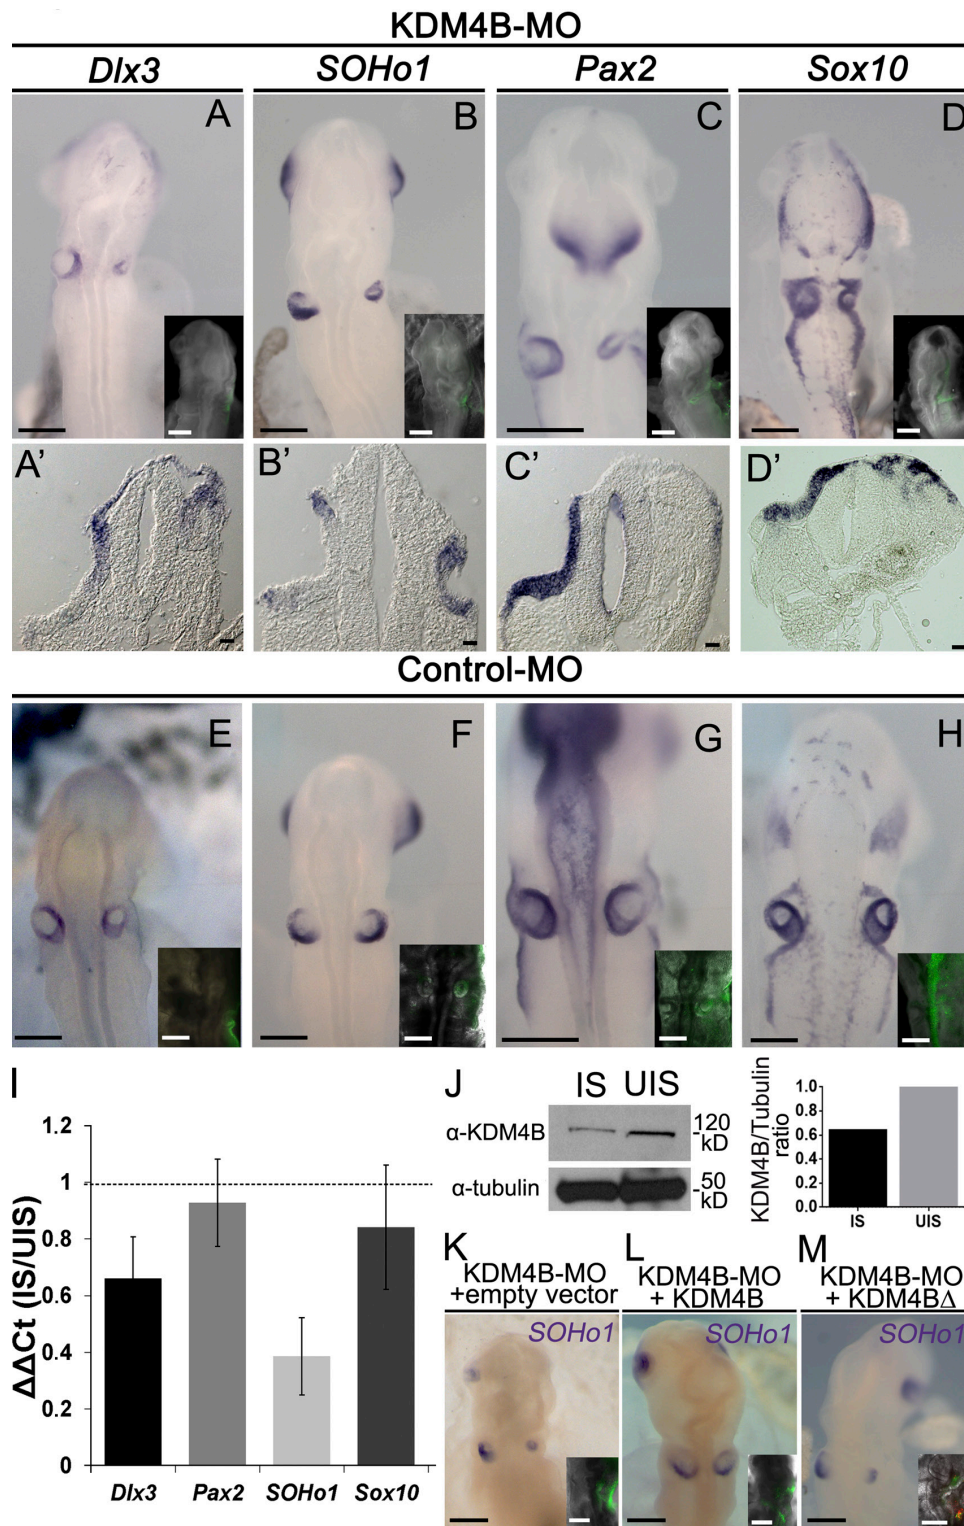 KDM4B-MO
Dlx3 SOHo1 Pax2 Sox10
A B C D
A’ B’ C’ D’
Control-MO
E F G H
I
ΔΔCt (IS/UIS)
1.2
1
0.8
0.6
0.4
0.2
0
Dlx3 Pax2 SOHo1 Sox10
J
IS UIS
α-KDM4B
-120
kD
α-tubulin
-50
kD
KDM4B/Tubulin
ratio
1.0
0.8
0.6
0.4
0.2
0.0
IS UIS
K
KDM4B-MO
+empty vector
SOHo1
L
KDM4B-MO
+ KDM4B
SOHo1
M
KDM4B-MO
+ KDM4BΔ
SOHo1